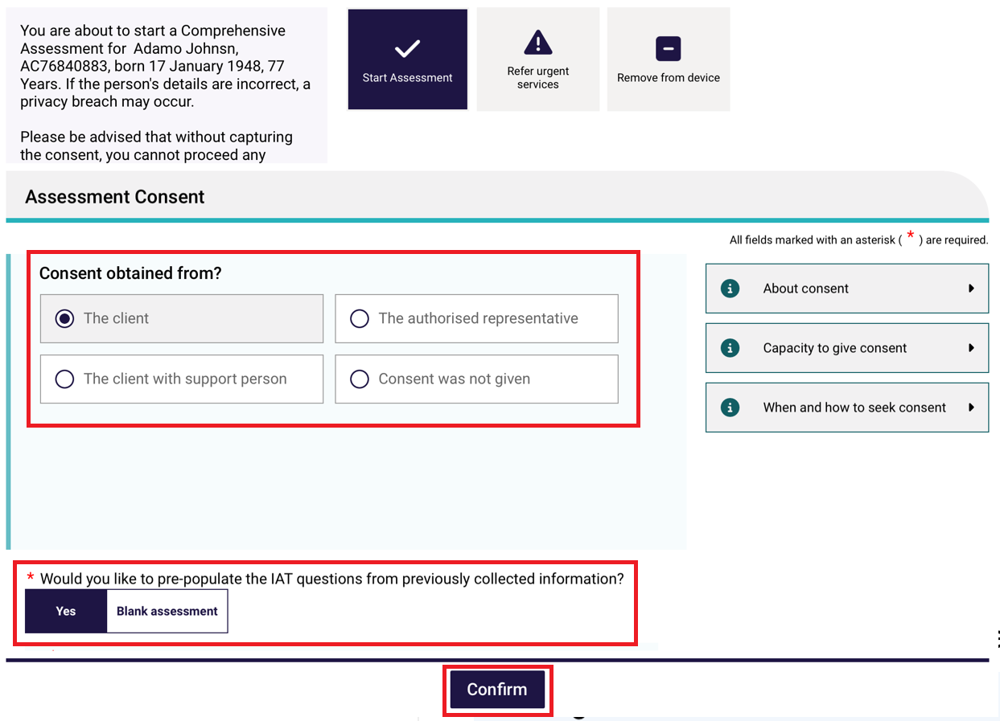 You are about to start a Comprehensive
Assessment for Adamo Johnsn,
AC76840883, born 17 January 1948, 77
Years. If the person's details are incorrect, a
privacy breach may occur.
Please be advised that without capturing
the consent, you cannot proceed any
Start Assessment
Refer urgent
services
Remove from device
Assessment Consent
All fields marked with an asterisk ( * ) are required.
Consent obtained from?
The client
The authorised representative
The client with support person
Consent was not given
About consent
Capacity to give consent
When and how to seek consent
* Would you like to pre-populate the IAT questions from previously collected information?
Yes
Blank assessment
Confirm